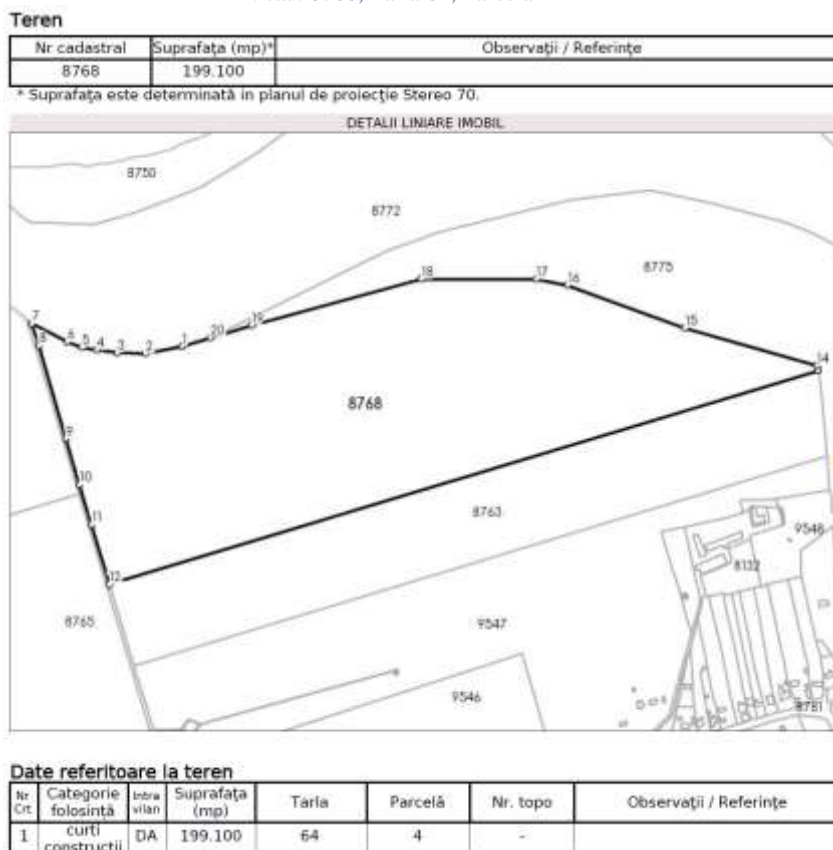 Teren
Nr cadastral Suprafața (mp)* Observații / Referințe
8768 199.100
* Suprafața este determinată in planul de proiecție Stereo 70.
DETALII LINIARE IMOBIL
8750
8772
8775
18 17 16
7 20 19 15
6 5 4 3 2 1
8 14
8768
9
10
8763
11
9548
12 8132
8765
9547
9546
8781
Date referitoare la teren
Nr Crt Categorie folosință Intra vilan Suprafața (mp) Tarla Parcelă Nr. topo Observații / Referințe
1 curti constructii DA 199.100 64 4 -